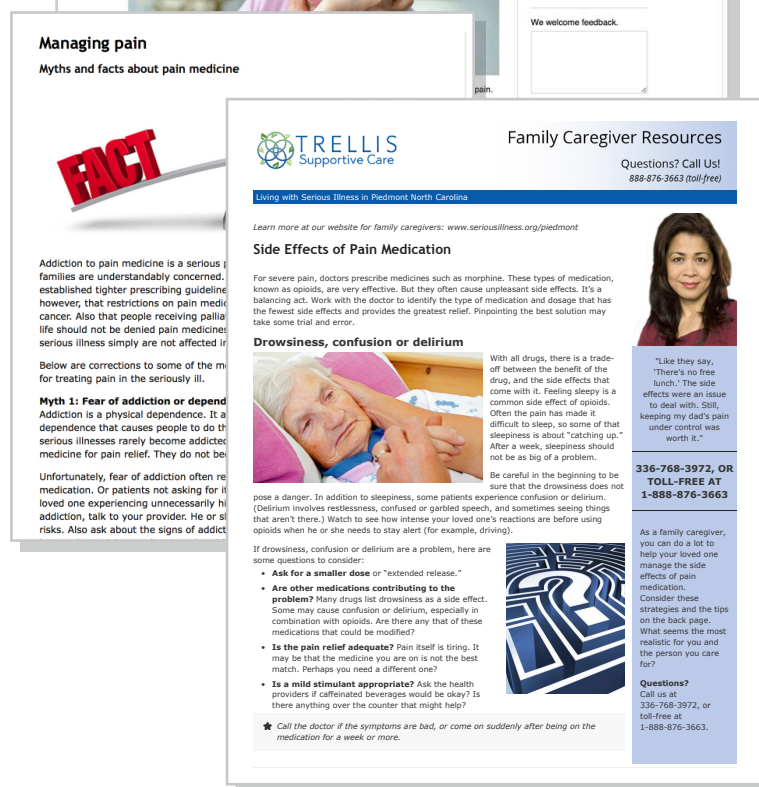 We welcome feedback.
pain.
Managing pain
Myths and facts about pain medicine
FACT
Addiction to pain medicine is a serious
families are understandably concerned.
established tighter prescribing guideline
however, that restrictions on pain medic
cancer. Also that people receiving pallia
life should not be denied pain medicines
serious illness simply are not affected i
Below are corrections to some of the m
for treating pain in the seriously ill.
Myth 1: Fear of addiction or depend
Addiction is a physical dependence. It a
dependence that causes people to do th
serious illnesses rarely become addicted
medicine for pain relief. They do not be
Unfortunately, fear of addiction often re
medication. Or patients not asking for it
loved one experiencing unnecessarily hi
addiction, talk to your provider. He or s
risks. Also ask about the signs of addict
TRELLIS
Supportive Care
Family Caregiver Resources
Questions? Call Us!
888-876-3663 (toll-free)
Living with Serious Illness in Piedmont North Carolina
Learn more at our website for family caregivers: www.seriousillness.org/piedmont
Side Effects of Pain Medication
For severe pain, doctors prescribe medicines such as morphine. These types of medication,
known as opioids, are very effective. But they often cause unpleasant side effects. It's a
balancing act. Work with the doctor to identify the type of medication and dosage that has
the fewest side effects and provides the greatest relief. Pinpointing the best solution may
take some trial and error.
Drowsiness, confusion or delirium
With all drugs, there is a trade-
off between the benefit of the
drug, and the side effects that
come with it. Feeling sleepy is a
common side effect of opioids.
Often the pain has made it
difficult to sleep, so some of that
sleepiness is about "catching up."
After a week, sleepiness should
not be as big of a problem.
Be careful in the beginning to be
sure that the drowsiness does not
pose a danger. In addition to sleepiness, some patients experience confusion or delirium.
(Delirium involves restlessness, confused or garbled speech, and sometimes seeing things
that aren't there.) Watch to see how intense your loved one's reactions are before using
opioids when he or she needs to stay alert (for example, driving).
If drowsiness, confusion or delirium are a problem, here are
some questions to consider:
• Ask for a smaller dose or "extended release."
• Are other medications contributing to the
problem? Many drugs list drowsiness as a side effect.
Some may cause confusion or delirium, especially in
combination with opioids. Are there any that of these
medications that could be modified?
• Is the pain relief adequate? Pain itself is tiring. It
may be that the medicine you are on is not the best
match. Perhaps you need a different one?
• Is a mild stimulant appropriate? Ask the health
providers if caffeinated beverages would be okay? Is
there anything over the counter that might help?
Call the doctor if the symptoms are bad, or come on suddenly after being on the
medication for a week or more.
"Like they say,
'There's no free
lunch.' The side
effects were an issue
to deal with. Still,
keeping my dad's pain
under control was
worth it."
336-768-3972, OR
TOLL-FREE AT
1-888-876-3663
As a family caregiver,
you can do a lot to
help your loved one
manage the side
effects of pain
medication.
Consider these
strategies and the tips
on the back page.
What seems the most
realistic for you and
the person you care
for?
Questions?
Call us at
336-768-3972, or
toll-free at
1-888-876-3663.